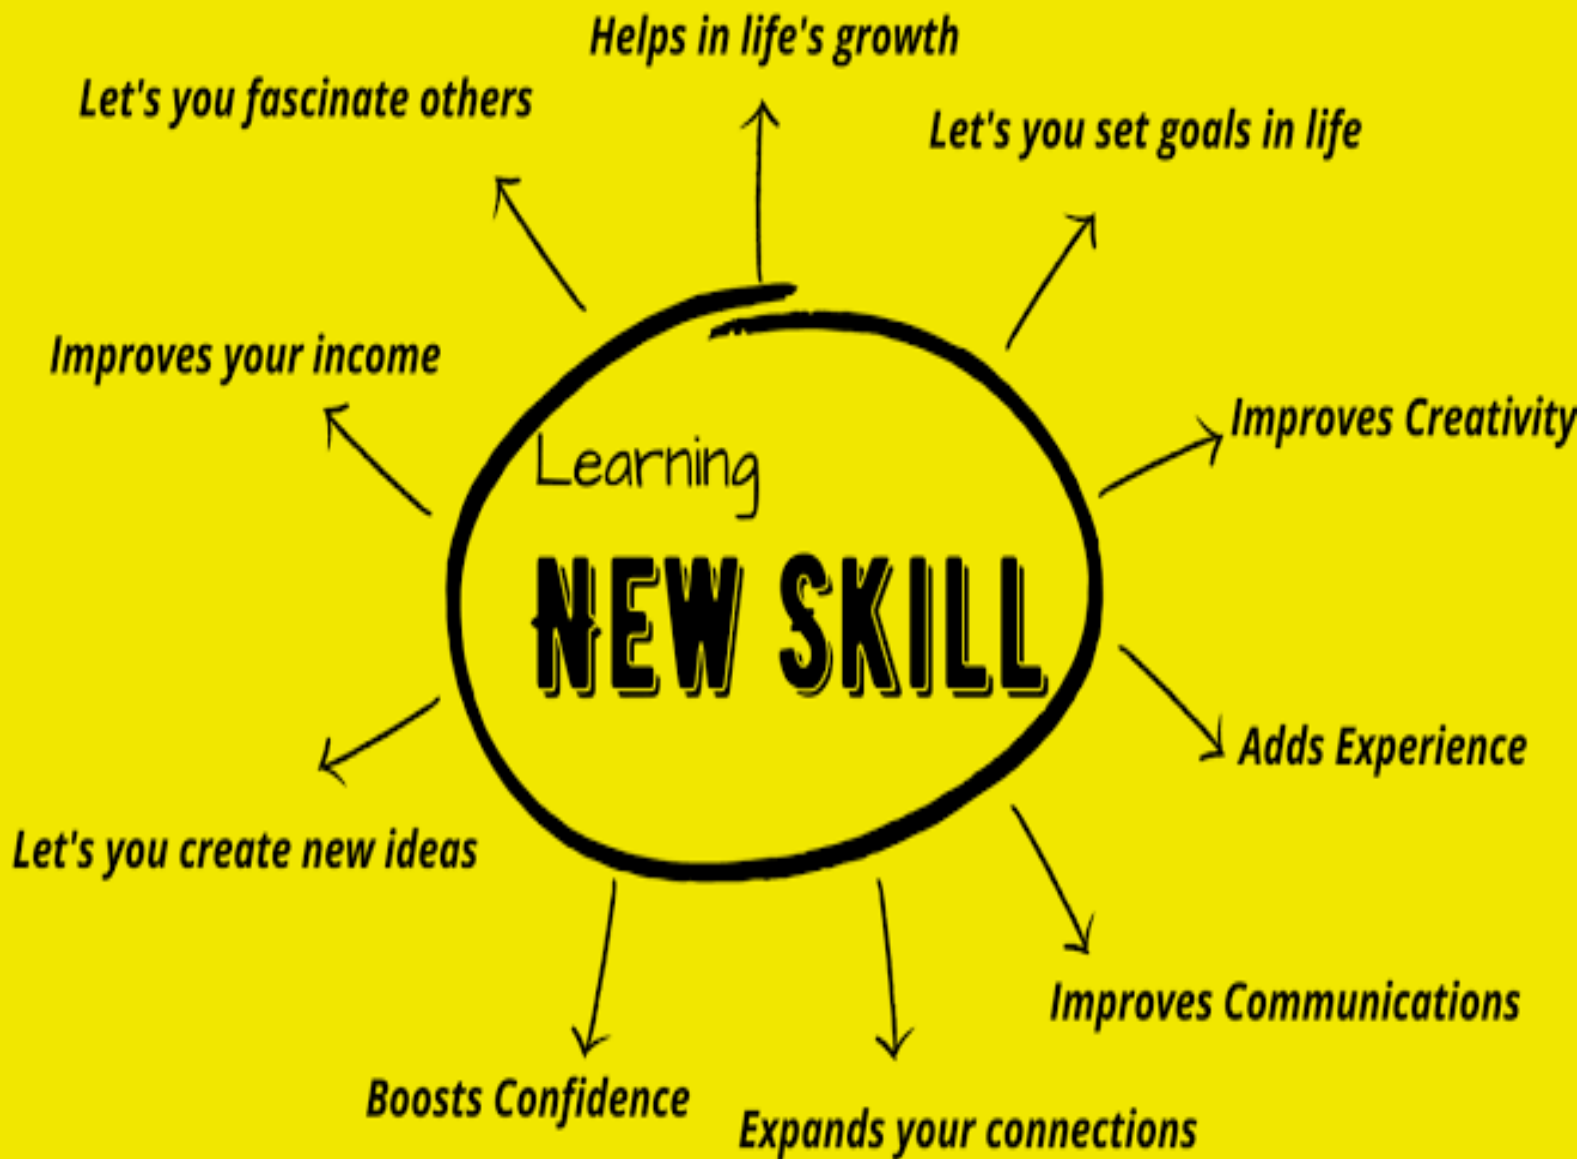 Helps in life's growth
Let's you fascinate others
Let's you set goals in life
Improves your income
Improves Creativity
Learning
NEW SKILL
Adds Experience
Let's you create new ideas
Improves Communications
Boosts Confidence
Expands your connections